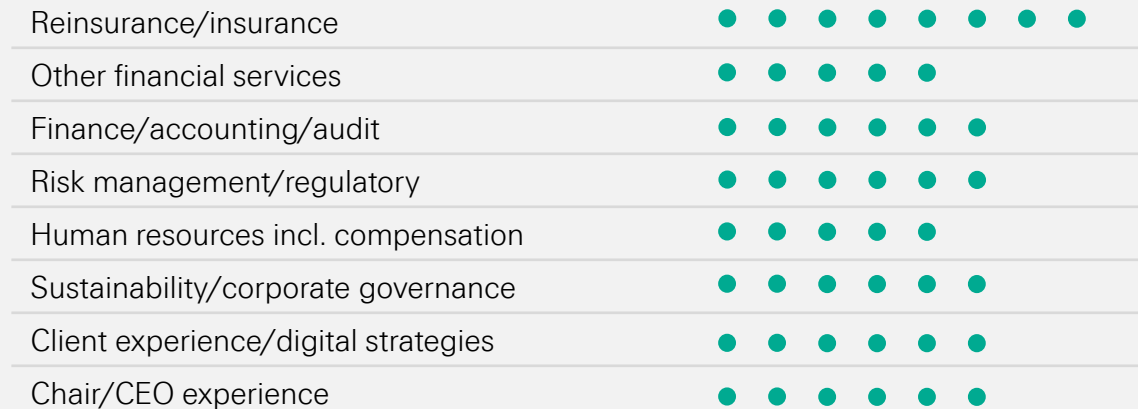 Reinsurance/insurance
Other financial services
Finance/accounting/audit
Risk management/regulatory
Human resources incl. compensation
Sustainability/corporate governance
Client experience/digital strategies
Chair/CEO experience